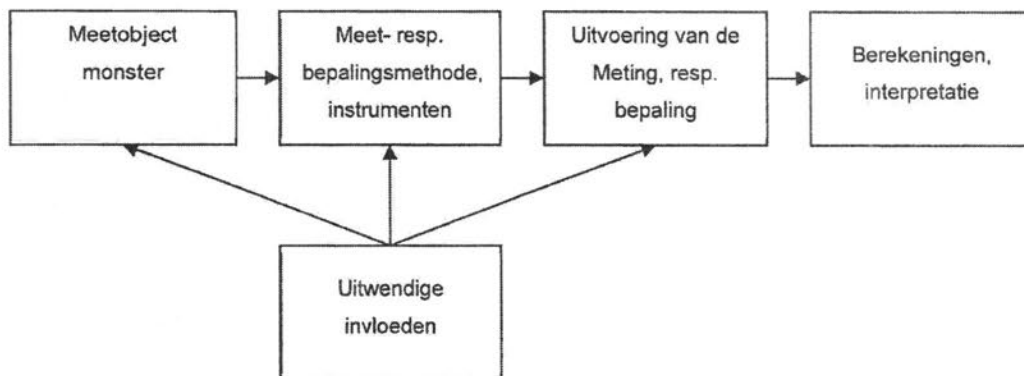 Meetobject
monster
Meet- resp.
bepalingsmethode,
instrumenten
Uitvoering van de
Meting, resp.
bepaling
Berekeningen,
interpretatie
Uitwendige
invloeden